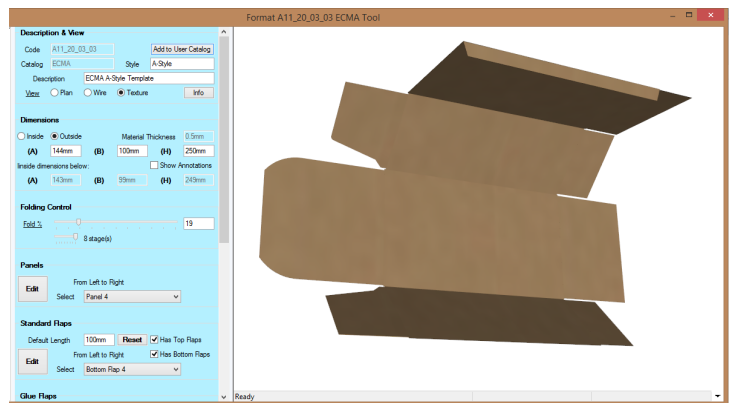 Format A11_20_03_03 ECMA Tool
Description & View
Code A11_20_03_03 Add to User Catalog
Catalog ECMA Style A-Style
Description ECMA A-Style Template
View Plan Wire Texture Info
Dimensions
Inside Outside Material Thickness 0.5mm
(A) 144mm (B) 100mm (H) 250mm
Iinside dimensions below: Show Annotations
(A) 143mm (B) 99mm (H) 249mm
Folding Control
Fold % 19
8 stage(s)
Panels
From Left to Right
Edit
Select Panel 4
Standard Flaps
Default Length 100mm Reset Has Top Flaps
From Left to Right Has Bottom Flaps
Edit
Select Bottom Flap 4
Glue Flaps
Ready